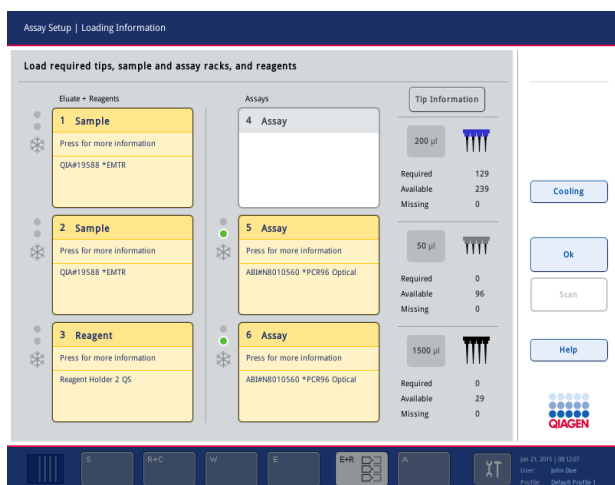 Assay Setup | Loading Information
Load required tips, sample and assay racks, and reagents
Eluate + Reagents
Assays
Tip Information
1 Sample
Press for more information
QIA#19588 *EMTR
4 Assay
200 µl
Required 129
Available 239
Missing 0
Cooling
2 Sample
Press for more information
QIA#19588 *EMTR
5 Assay
Press for more information
ABI#N8010560 *PCR96 Optical
50 µl
Required 0
Available 96
Missing 0
Ok
Scan
3 Reagent
Press for more information
Reagent Holder 2 QS
6 Assay
Press for more information
ABI#N8010560 *PCR96 Optical
1500 µl
Required 0
Available 29
Missing 0
Help
QIAGEN
S
R+C
W
E
E+R
A
Jan 21, 2015 | 08:12:07
User: John Doe
Profile Default Profile 1